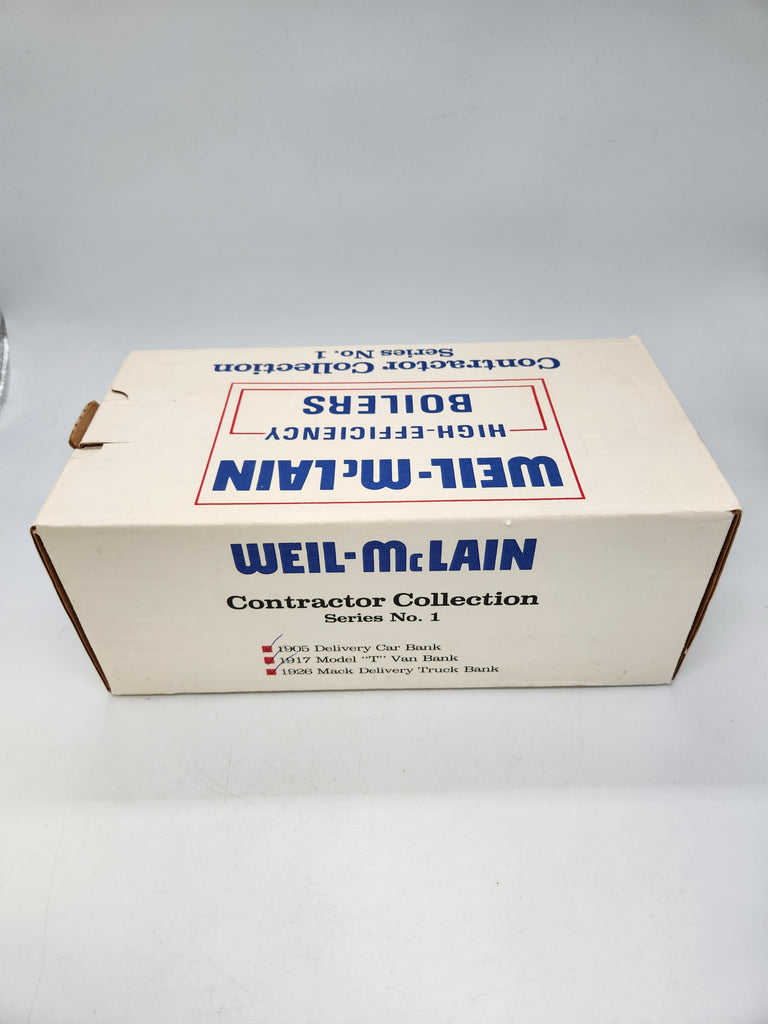 Contractor Collection
Series No. 1
WEIL-McLAIN
HIGH-EFFICIENCY
BOILERS
WEIL-McLAIN
Contractor Collection
Series No. 1
1905 Delivery Car Bank
1917 Model "T" Van Bank
1926 Mack Delivery Truck Bank